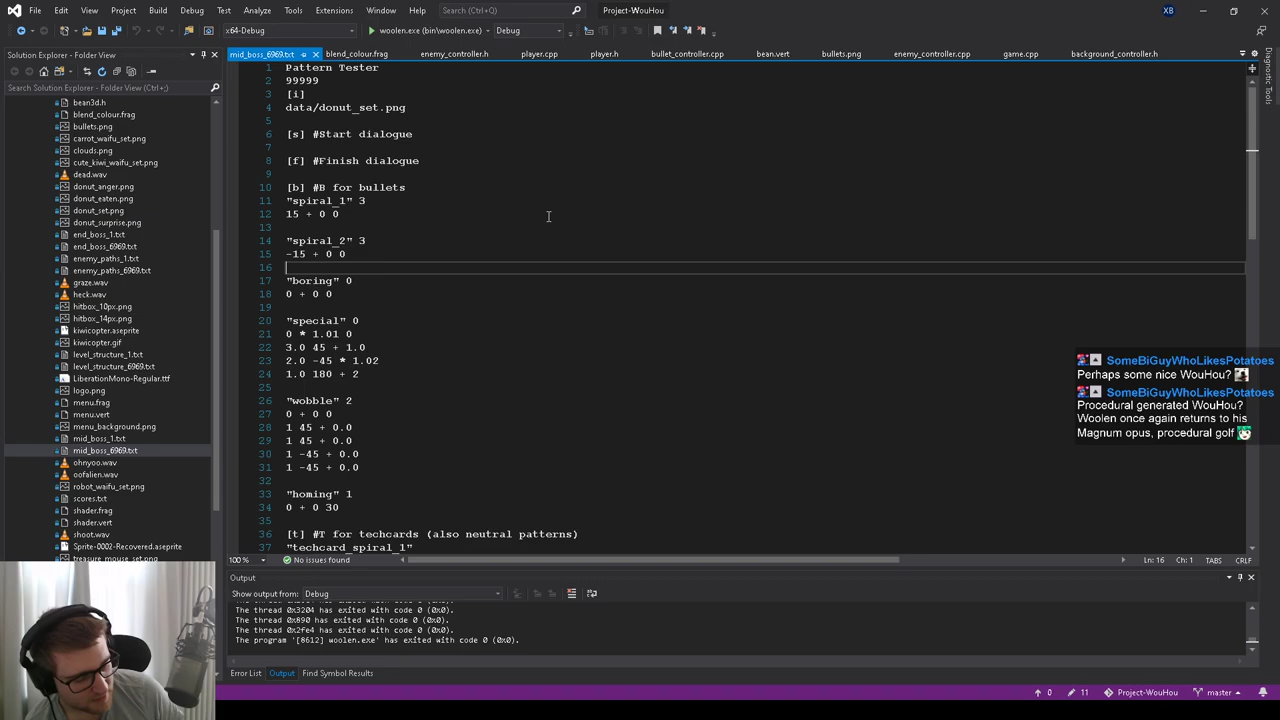 File Edit View Project Build Debug Test Analyze Tools Extensions Window Help Search (Ctrl+Q) Project-WouHou XB
x64-Debug woolen.exe (bin\woolen.exe) Debug
Solution Explorer - Folder View
Search Solution Explorer - Folder View (Ctrl+;)
bean3d.h
blend_colour.frag
bullets.png
carrot_waifu_set.png
clouds.png
cute_kiwi_waifu_set.png
dead.wav
donut_anger.png
donut_eaten.png
donut_set.png
donut_surprise.png
end_boss_1.txt
end_boss_6969.txt
enemy_paths_1.txt
enemy_paths_6969.txt
graze.wav
heck.wav
hitbox_10px.png
hitbox_14px.png
kiwicopter.aseprite
kiwicopter.gif
level_structure_1.txt
level_structure_6969.txt
LiberationMono-Regular.ttf
logo.png
menu.frag
menu.vert
menu_background.png
mid_boss_1.txt
mid_boss_6969.txt
ohnyoo.wav
oofalien.wav
robot_waifu_set.png
scores.txt
shader.frag
shader.vert
shoot.wav
Sprite-0002-Recovered.aseprite
treasure_mouse_set.png
mid_boss_6969.txt blend_colour.frag enemy_controll.h player.cpp player.h bullet_controller.cpp bean.vert bullets.png enemy_controller.cpp game.cpp background_controller.h
1 Pattern Tester
2 99999
3 [i]
4 data/donut_set.png
5
6 [s] #Start dialogue
7
8 [f] #Finish dialogue
9
10 [b] #B for bullets
11 "spiral_1" 3
12 15 + 0 0
13
14 "spiral_2" 3
15 -15 + 0 0
16
17 "boring" 0
18 0 + 0 0
19
20 "special" 0
21 0 * 1.01 0
22 3.0 45 + 1.0
23 2.0 -45 * 1.02
24 1.0 180 + 2
25
26 "wobble" 2
27 0 + 0 0
28 1 45 + 0.0
29 1 45 + 0.0
30 1 -45 + 0.0
31 1 -45 + 0.0
32
33 "homing" 1
34 0 + 0 30
35
36 [t] #T for techcards (also neutral patterns)
37 "techcard_spiral_1"
100 % No issues found Ln: 16 Ch: 1 TABS CRLF
Diagnostic Tools
SomeBiGuyWhoLikesPotatoes
Perhaps some nice WouHou?
SomeBiGuyWhoLikesPotatoes
Procedural generated WouHou?
Woolen once again returns to his
Magnum opus, procedural golf
Output
Show output from: Debug
The thread 0x3204 has exited with code 0 (0x0).
The thread 0x890 has exited with code 0 (0x0).
The thread 0x2fe4 has exited with code 0 (0x0).
The program '[8612] woolen.exe' has exited with code 0 (0x0).
Error List Output Find Symbol Results
0 11 Project-WouHou master